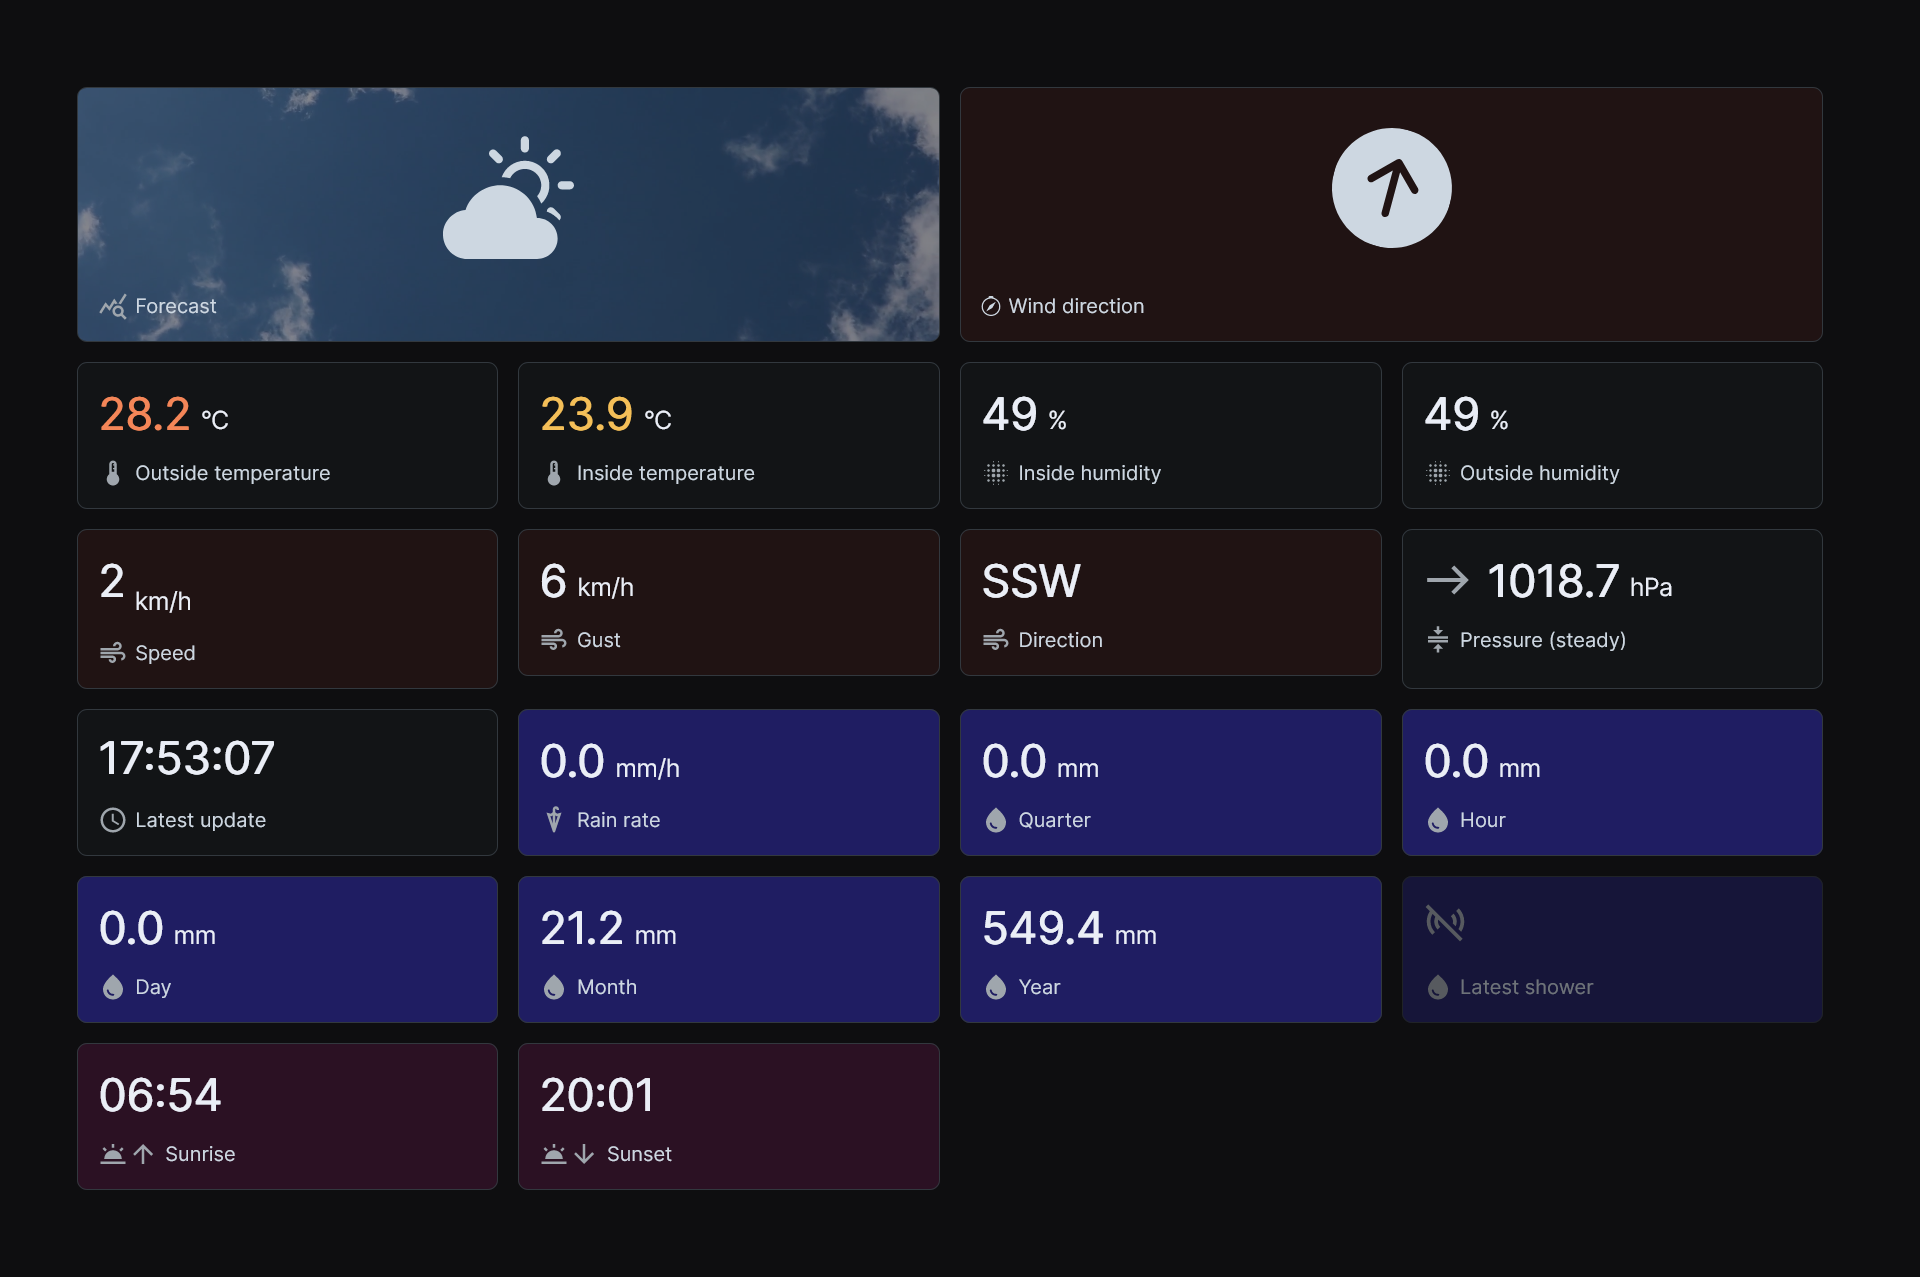 Forecast
Wind direction
28.2 °C
Outside temperature
23.9 °C
Inside temperature
49 %
Inside humidity
49 %
Outside humidity
2 km/h
Speed
6 km/h
Gust
SSW
Direction
→ 1018.7 hPa
Pressure (steady)
17:53:07
Latest update
0.0 mm/h
Rain rate
0.0 mm
Quarter
0.0 mm
Hour
0.0 mm
Day
21.2 mm
Month
549.4 mm
Year
Latest shower
06:54
Sunrise
20:01
Sunset